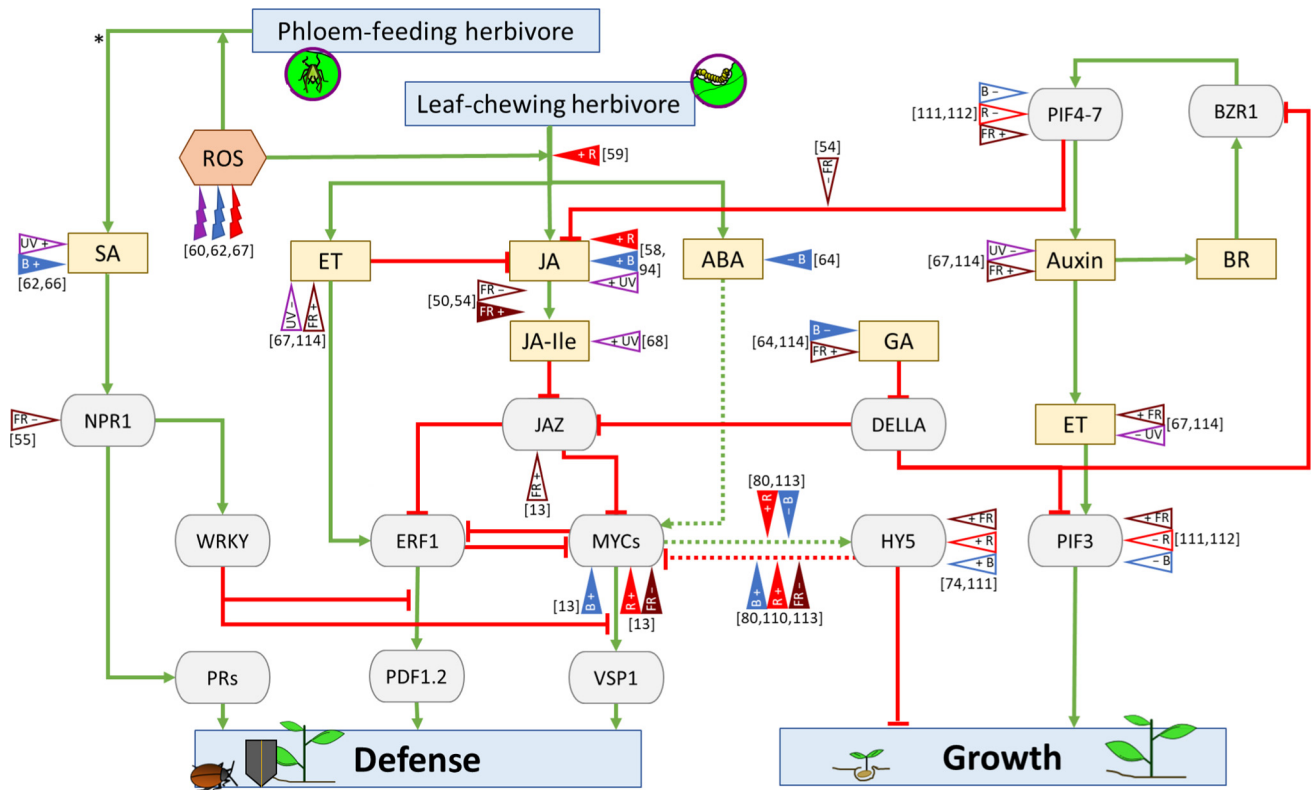 *
Phloem-feeding herbivore
Leaf-chewing herbivore
ROS
[60,62,67]
+ R
[59]
[54]
– FR
B –
R –
FR +
[111,112]
PIF4-7
BZR1
UV +
B +
[62,66]
SA
ET
UV –
FR +
[67,114]
JA
+ R
+ B
+ UV
[58,
94]
ABA
– B
[64]
[67,114]
UV –
FR +
Auxin
BR
[50,54]
FR –
FR +
JA-Ile
+ UV
[68]
[64,114]
B –
FR +
GA
FR –
[55]
NPR1
JAZ
FR +
[13]
DELLA
ET
+ FR
– UV
[67,114]
WRKY
ERF1
MYCs
[80,113]
+ R
– B
HY5
+ FR
+ R
+ B
[74,111]
PIF3
+ FR
– R
– B
[111,112]
[13]
B +
R +
FR –
[13]
B +
R +
FR –
[80,110,113]
PRs
PDF1.2
VSP1
Defense
Growth